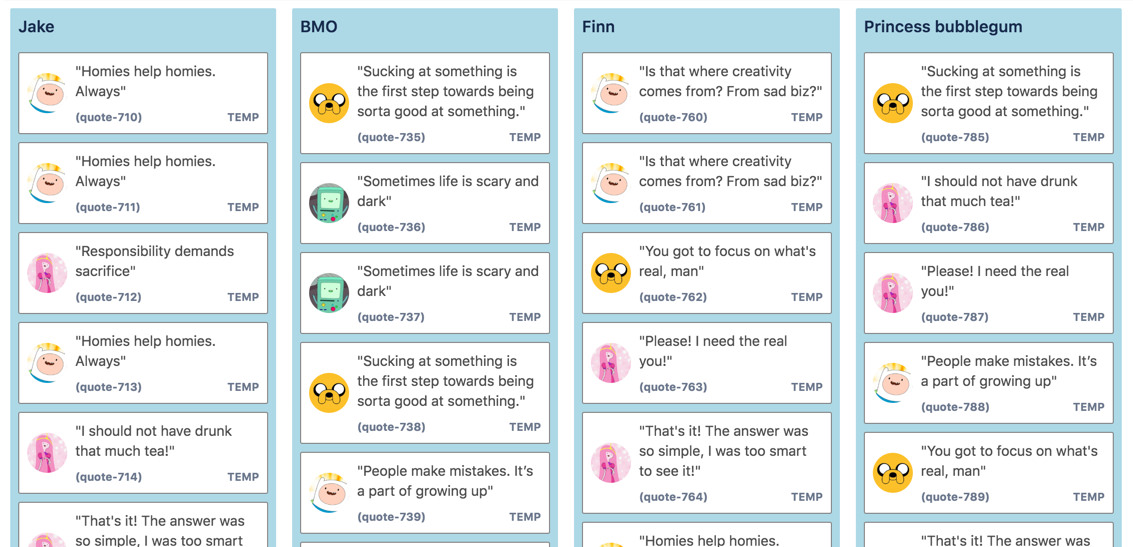 Jake
"Homies help homies.
Always"
(quote-710) TEMP
"Homies help homies.
Always"
(quote-711) TEMP
"Responsibility demands
sacrifice"
(quote-712) TEMP
"Homies help homies.
Always"
(quote-713) TEMP
"I should not have drunk
that much tea!"
(quote-714) TEMP
"That's it! The answer was
so simple, I was too smart
BMO
"Sucking at something is
the first step towards being
sorta good at something."
(quote-735) TEMP
"Sometimes life is scary and
dark"
(quote-736) TEMP
"Sometimes life is scary and
dark"
(quote-737) TEMP
"Sucking at something is
the first step towards being
sorta good at something."
(quote-738) TEMP
"People make mistakes. It’s
a part of growing up"
(quote-739) TEMP
Finn
"Is that where creativity
comes from? From sad biz?"
(quote-760) TEMP
"Is that where creativity
comes from? From sad biz?"
(quote-761) TEMP
"You got to focus on what's
real, man"
(quote-762) TEMP
"Please! I need the real
you!"
(quote-763) TEMP
"That's it! The answer was
so simple, I was too smart
to see it!"
(quote-764) TEMP
"Homies help homies.
Princess bubblegum
"Sucking at something is
the first step towards being
sorta good at something."
(quote-785) TEMP
"I should not have drunk
that much tea!"
(quote-786) TEMP
"Please! I need the real
you!"
(quote-787) TEMP
"People make mistakes. It’s
a part of growing up"
(quote-788) TEMP
"You got to focus on what's
real, man"
(quote-789) TEMP
"That's it! The answer was